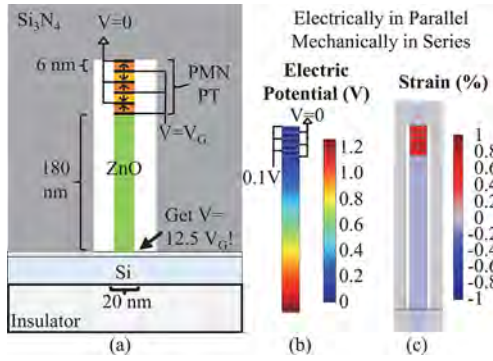 Si3N4
V=0
6 nm
PMN
PT
V=VG
ZnO
180
nm
Get V=
12.5 VG!
Si
20 nm
Insulator
(a)
Electrically in Parallel
Mechanically in Series
Electric
Potential (V)
V=0
0.1V
1.2
1.0
0.8
0.6
0.4
0.2
0
(b)
Strain (%)
1
0.8
0.6
0.4
0.2
0
-0.2
-0.4
-0.6
-0.8
-1
(c)